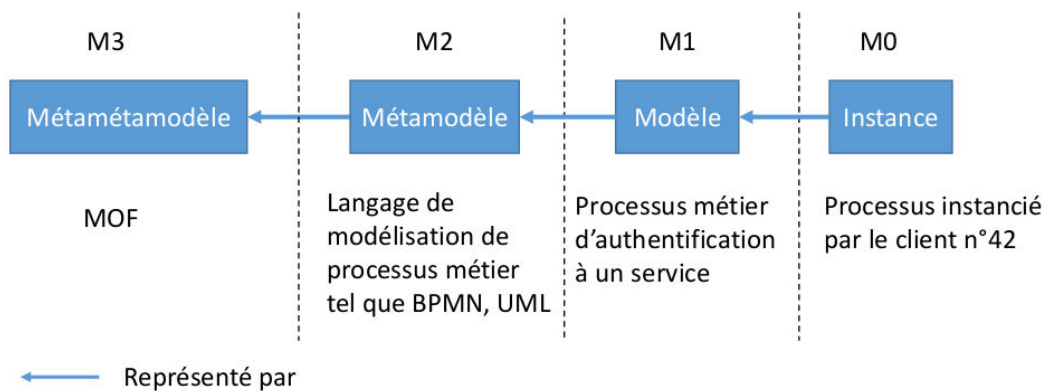 M3
M2
M1
M0
Métamétamodèle
Métamodèle
Modèle
Instance
MOF
Langage de
modélisation de
processus métier
tel que BPMN, UML
Processus métier
d'authentification
à un service
Processus instancié
par le client n°42
Représenté par